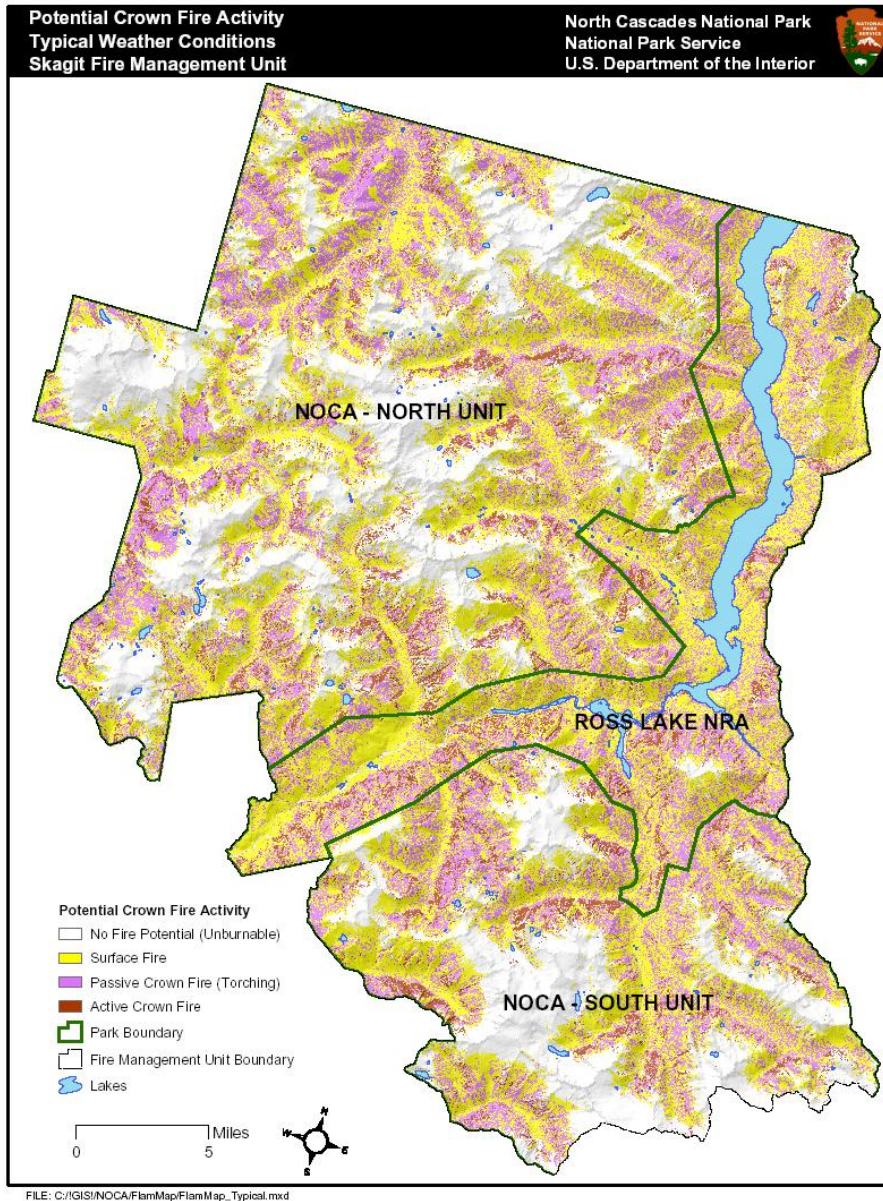 Potential Crown Fire Activity
Typical Weather Conditions
Skagit Fire Management Unit
North Cascades National Park
National Park Service
U.S. Department of the Interior
NATIONAL
PARK
SERVICE
NOCA - NORTH UNIT
ROSS LAKE NRA
NOCA - SOUTH UNIT
Potential Crown Fire Activity
No Fire Potential (Unburnable)
Surface Fire
Passive Crown Fire (Torching)
Active Crown Fire
Park Boundary
Fire Management Unit Boundary
Lakes
Miles
0 5
N
W E
S
FILE: C:/!GIS!/NOCA/FlamMap/FlamMap_Typical.mxd